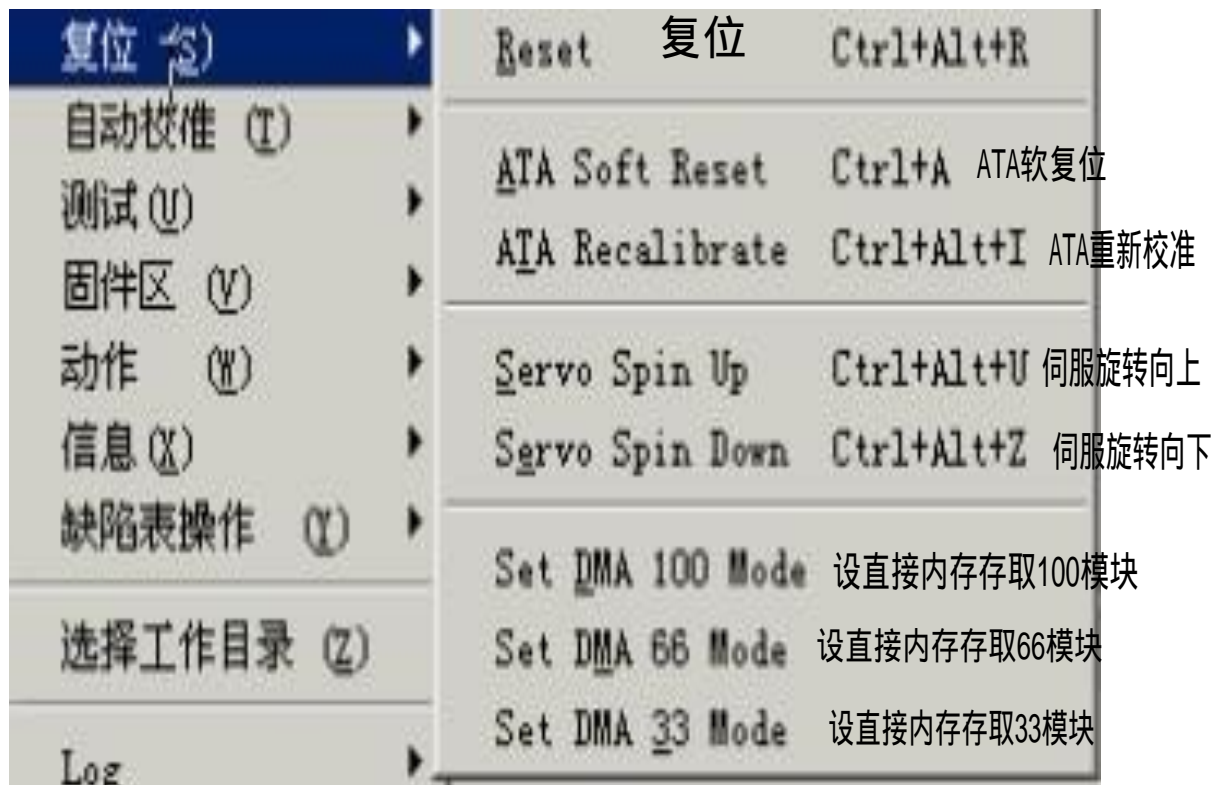 复位 (S)
自动校准 (T)
测试(U)
固件区 (V)
动作 (W)
信息(X)
缺陷表操作 (Y)
选择工作目录 (Z)
Log
Reset 复位 Ctrl+Alt+R
ATA Soft Reset Ctrl+A ATA软复位
ATA Recalibrate Ctrl+Alt+I ATA重新校准
Servo Spin Up Ctrl+Alt+U 伺服旋转向上
Servo Spin Down Ctrl+Alt+Z 伺服旋转向下
Set DMA 100 Mode 设直接内存存取100模块
Set DMA 66 Mode 设直接内存存取66模块
Set DMA 33 Mode 设直接内存存取33模块